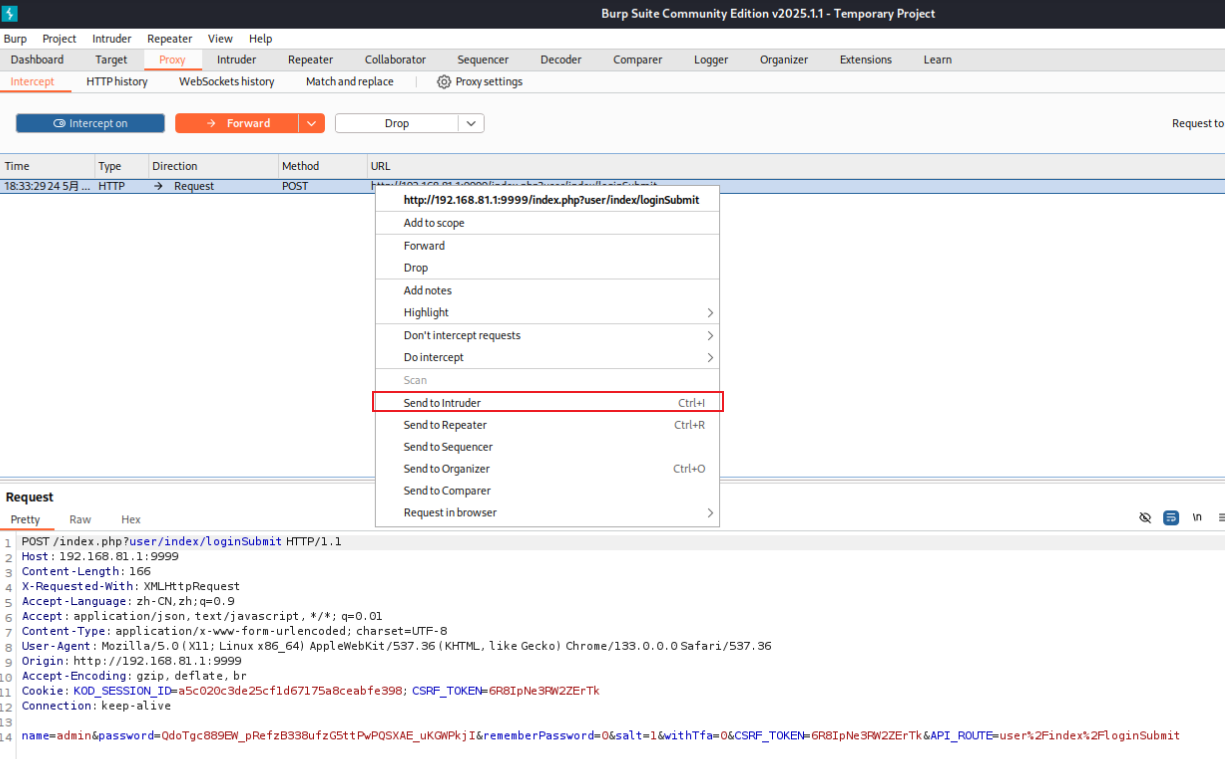 Burp Suite Community Edition v2025.1.1 - Temporary Project
Burp Project Intruder Repeater View Help
Dashboard Target Proxy Intruder Repeater Collaborator Sequencer Decoder Comparer Logger Organizer Extensions Learn
Intercept HTTP history WebSockets history Match and replace Proxy settings
Intercept on Forward Drop Request to
Time Type Direction Method URL
18:33:29 24 5月 ... HTTP → Request POST http://192.168.81.1:9999/index.php?user/index/loginSubmit
http://192.168.81.1:9999/index.php?user/index/loginSubmit
Add to scope
Forward
Drop
Add notes
Highlight
Don't intercept requests
Do intercept
Scan
Send to Intruder Ctrl+I
Send to Repeater Ctrl+R
Send to Sequencer
Send to Organizer Ctrl+O
Send to Comparer
Request in browser
Request
Pretty Raw Hex \n
1 POST /index.php?user/index/loginSubmit HTTP/1.1
2 Host: 192.168.81.1:9999
3 Content-Length: 166
4 X-Requested-With: XMLHttpRequest
5 Accept-Language: zh-CN,zh;q=0.9
6 Accept: application/json, text/javascript, */*; q=0.01
7 Content-Type: application/x-www-form-urlencoded; charset=UTF-8
8 User-Agent: Mozilla/5.0 (X11; Linux x86_64) AppleWebKit/537.36 (KHTML, like Gecko) Chrome/133.0.0.0 Safari/537.36
9 Origin: http://192.168.81.1:9999
10 Accept-Encoding: gzip, deflate, br
11 Cookie: KOD_SESSION_ID=a5c020c3de25cf1d67175a8ceabfe398; CSRF_TOKEN=6R8IpNe3RW2ZErTk
12 Connection: keep-alive
13
14 name=admin&password=QdoTgc889EW_pRefzB338ufzG5ttPwPQSXAE_uKGWPkjI&rememberPassword=0&salt=1&withTfa=0&CSRF_TOKEN=6R8IpNe3RW2ZErTk&API_ROUTE=user%2Findex%2FloginSubmit